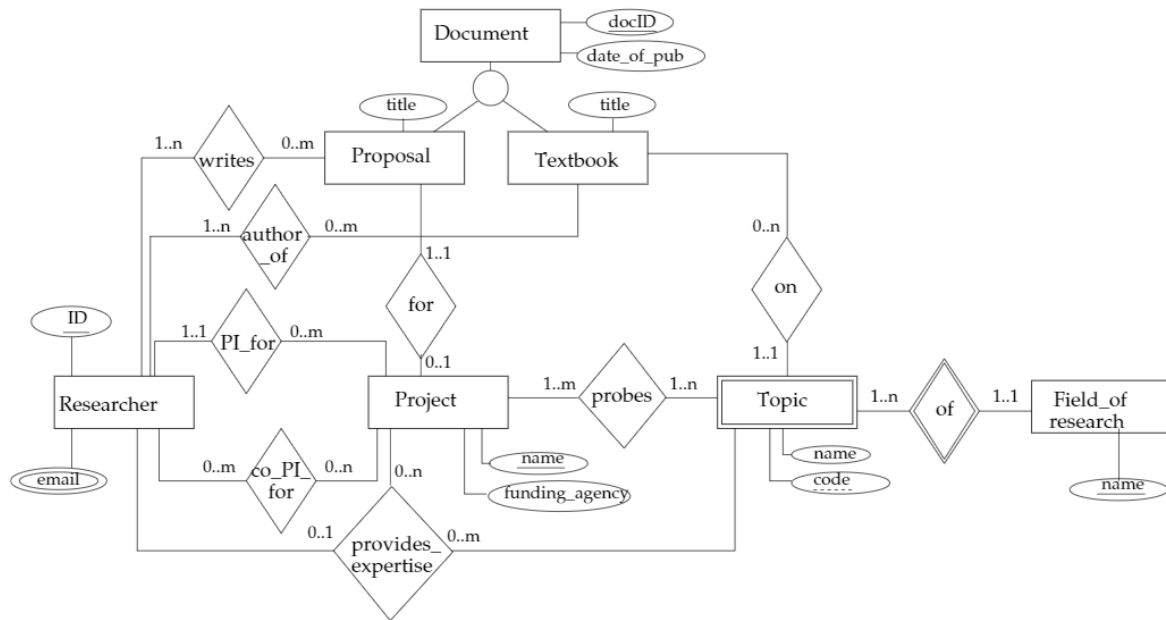 Document
docID
date_of_pub
title
title
Proposal
Textbook
1..n
writes
0..m
1..n
author
_of
0..m
1..1
0..n
for
on
ID
1..1
PI_for
0..m
0..1
1..1
Researcher
Project
1..m
probes
1..n
Topic
1..n
of
1..1
Field_of
research
email
0..m
co_PI_
for
0..n
0..n
name
funding_agency
name
code
name
0..1
provides_
expertise
0..m